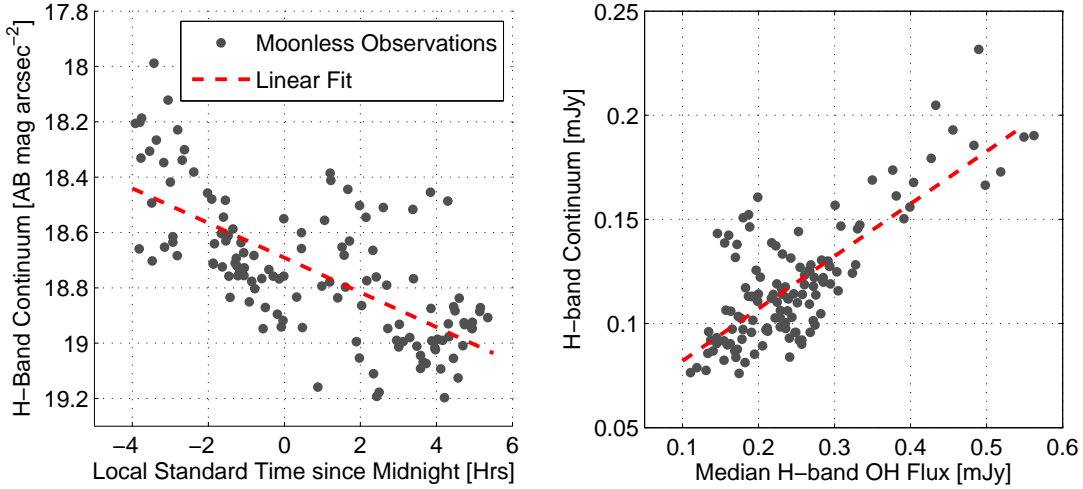 17.8
18
18.2
18.4
18.6
18.8
19
19.2
H−Band Continuum [AB mag arcsec−2]
Moonless Observations
Linear Fit
−4 −2 0 2 4 6
Local Standard Time since Midnight [Hrs]
0.25
0.2
0.15
0.1
0.05
H−band Continuum [mJy]
0.1 0.2 0.3 0.4 0.5 0.6
Median H−band OH Flux [mJy]